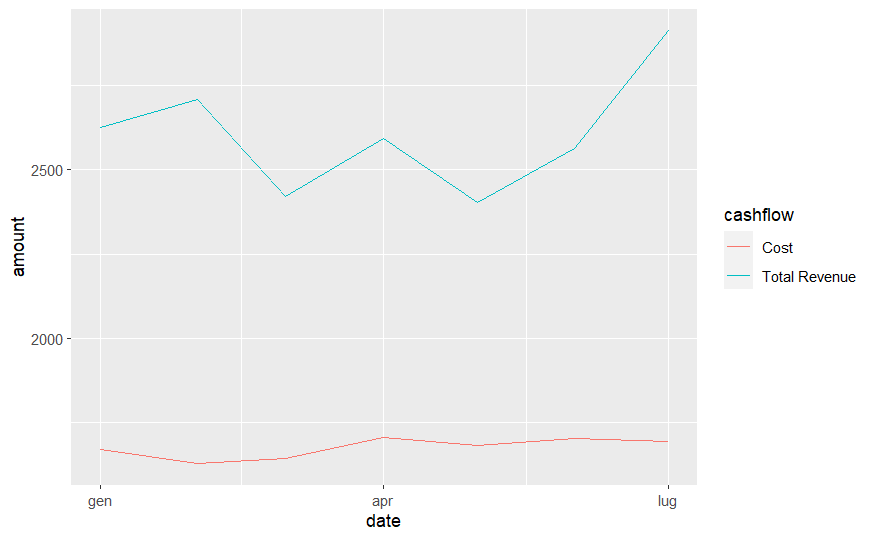 2500
2000
amount
gen
apr
lug
date
cashflow
Cost
Total Revenue